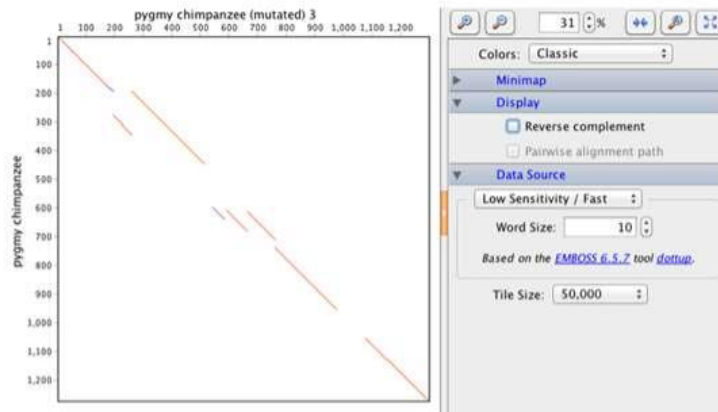 pygmy chimpanzee (mutated) 3
1 100 200 300 400 500 600 700 800 900 1,000 1,100 1,200
1
100
200
300
400
500
600
700
800
900
1,000
1,100
1,200
pygmy chimpanzee
31 %
Colors: Classic
Minimap
Display
Reverse complement
Pairwise alignment path
Data Source
Low Sensitivity / Fast
Word Size: 10
Based on the EMBOSS 6.5.7 tool dottup.
Tile Size: 50,000